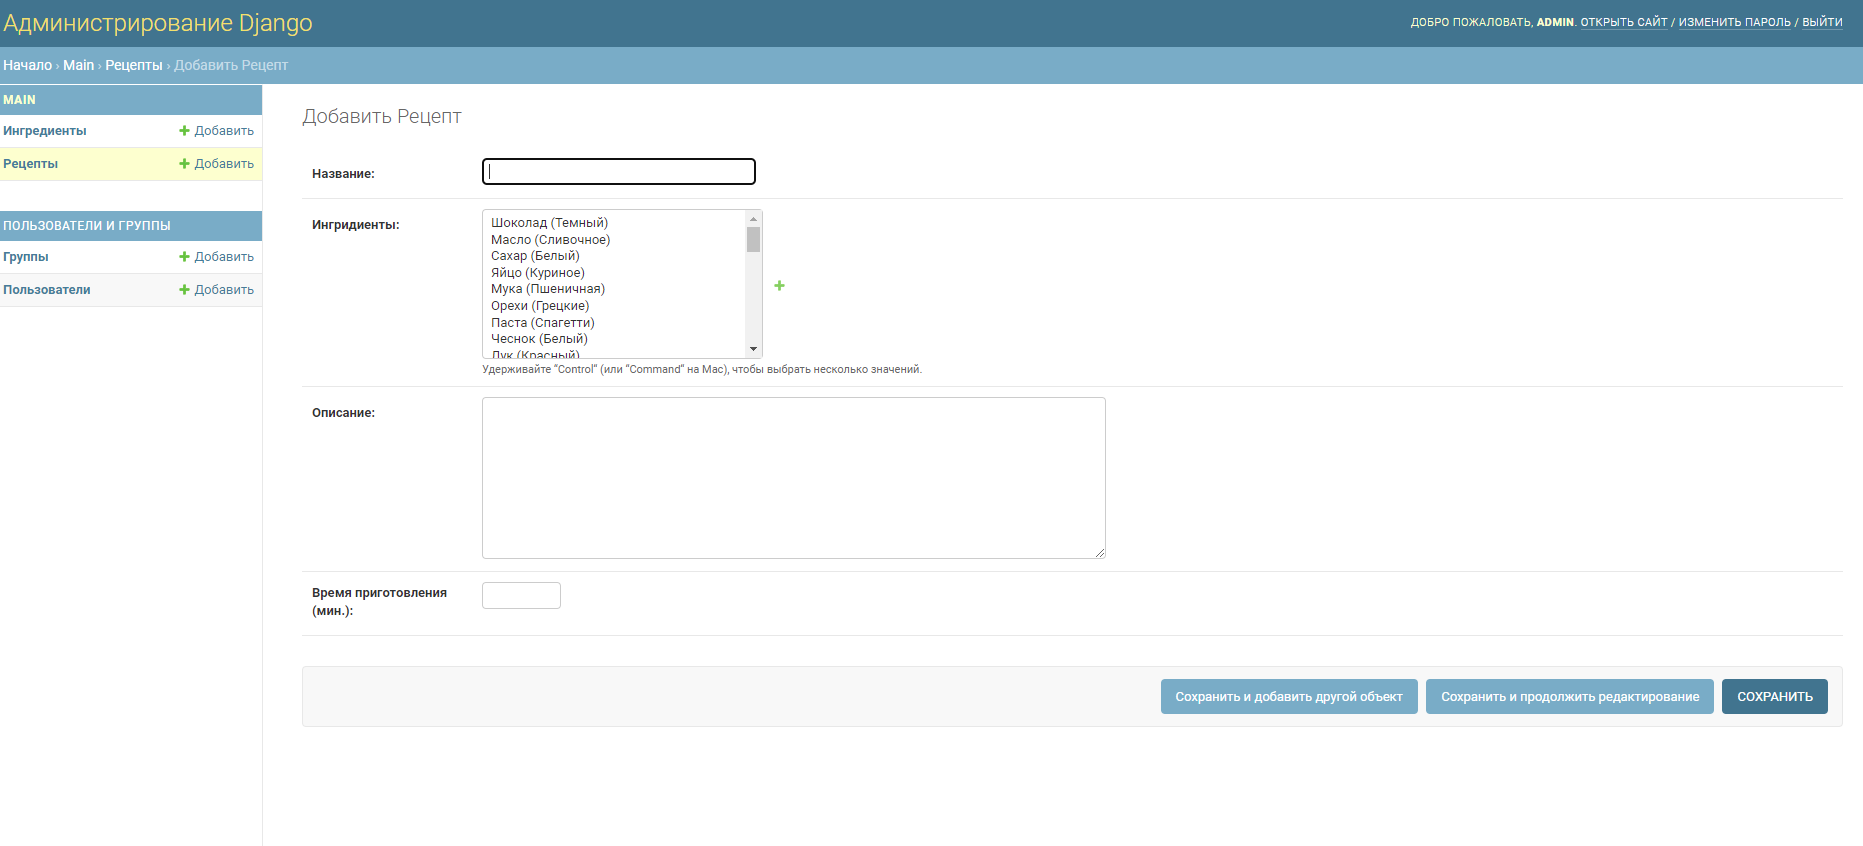 Администрирование Django
ДОБРО ПОЖАЛОВАТЬ, ADMIN. ОТКРЫТЬ САЙТ / ИЗМЕНИТЬ ПАРОЛЬ / ВЫЙТИ
Начало › Main › Рецепты › Добавить Рецепт
MAIN
Ингредиенты + Добавить
Рецепты + Добавить
ПОЛЬЗОВАТЕЛИ И ГРУППЫ
Группы + Добавить
Пользователи + Добавить
Добавить Рецепт
Название:
Ингридиенты:
Шоколад (Темный)
Масло (Сливочное)
Сахар (Белый)
Яйцо (Куриное)
Мука (Пшеничная)
Орехи (Грецкие)
Паста (Спагетти)
Чеснок (Белый)
Лук (Красный)
Удерживайте “Control“ (или “Command“ на Mac), чтобы выбрать несколько значений.
Описание:
Время приготовления
(мин.):
Сохранить и добавить другой объект
Сохранить и продолжить редактирование
СОХРАНИТЬ